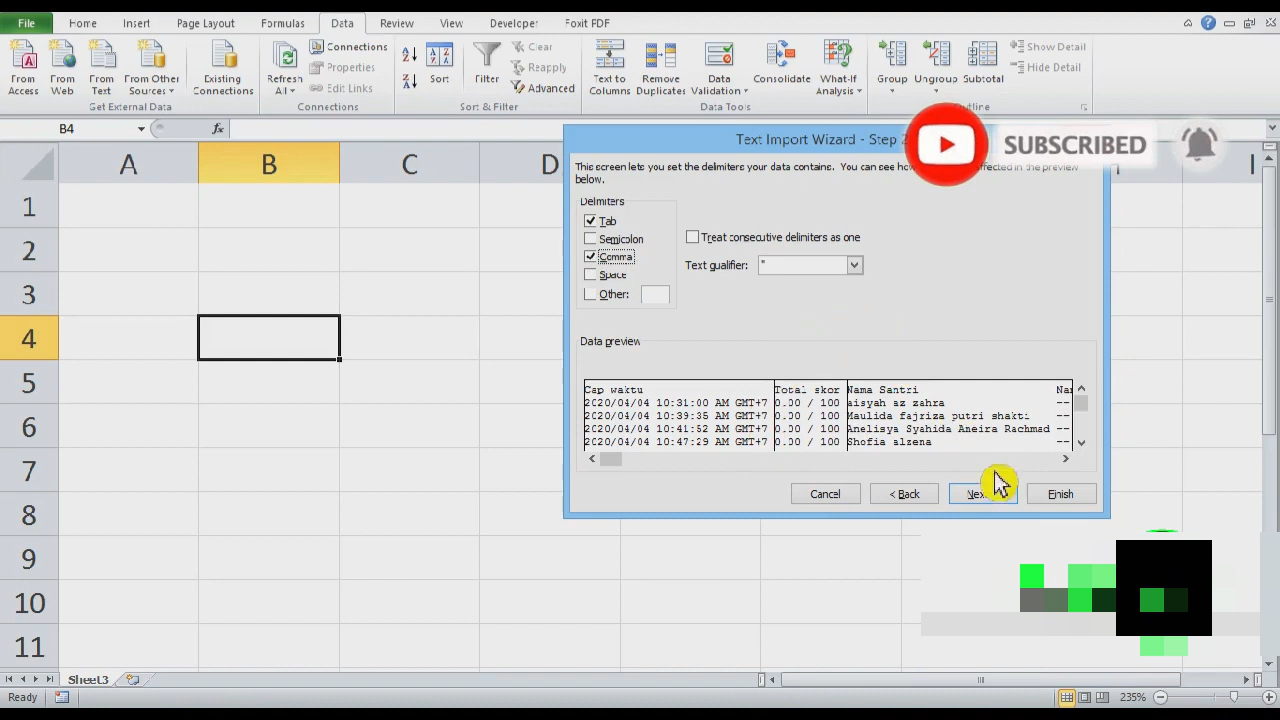 File Home Insert Page Layout Formulas Data Review View Developer Foxit PDF
From Access
From Web
From Text
From Other Sources
Existing Connections
Get External Data
Refresh All
Connections
Properties
Edit Links
Connections
Sort
Filter
Clear
Reapply
Advanced
Sort & Filter
Text to Columns
Remove Duplicates
Data Validation
Consolidate
What-If Analysis
Data Tools
Group
Ungroup
Subtotal
Show Detail
Hide Detail
B4
fx
A B C D I
1
2
3
4
5
6
7
8
9
10
11
Text Import Wizard - Step
SUBSCRIBED
This screen lets you set the delimiters your data contains. You can see how affected in the preview
below.
Delimiters
Tab
Semicolon
Comma
Space
Other:
Treat consecutive delimiters as one
Text qualifier: "
Data preview
Cap waktu Total skor Nama Santri Nar
2020/04/04 10:31:00 AM GMT+7 0.00 / 100 aisyah az zahra --
2020/04/04 10:39:35 AM GMT+7 0.00 / 100 Maulida fajriza putri shakti --
2020/04/04 10:41:52 AM GMT+7 0.00 / 100 Anelisya Syahida Aneira Rachmad --
2020/04/04 10:47:29 AM GMT+7 0.00 / 100 Shofia alzena --
Cancel < Back Nex Finish
Sheet3
Ready
235%